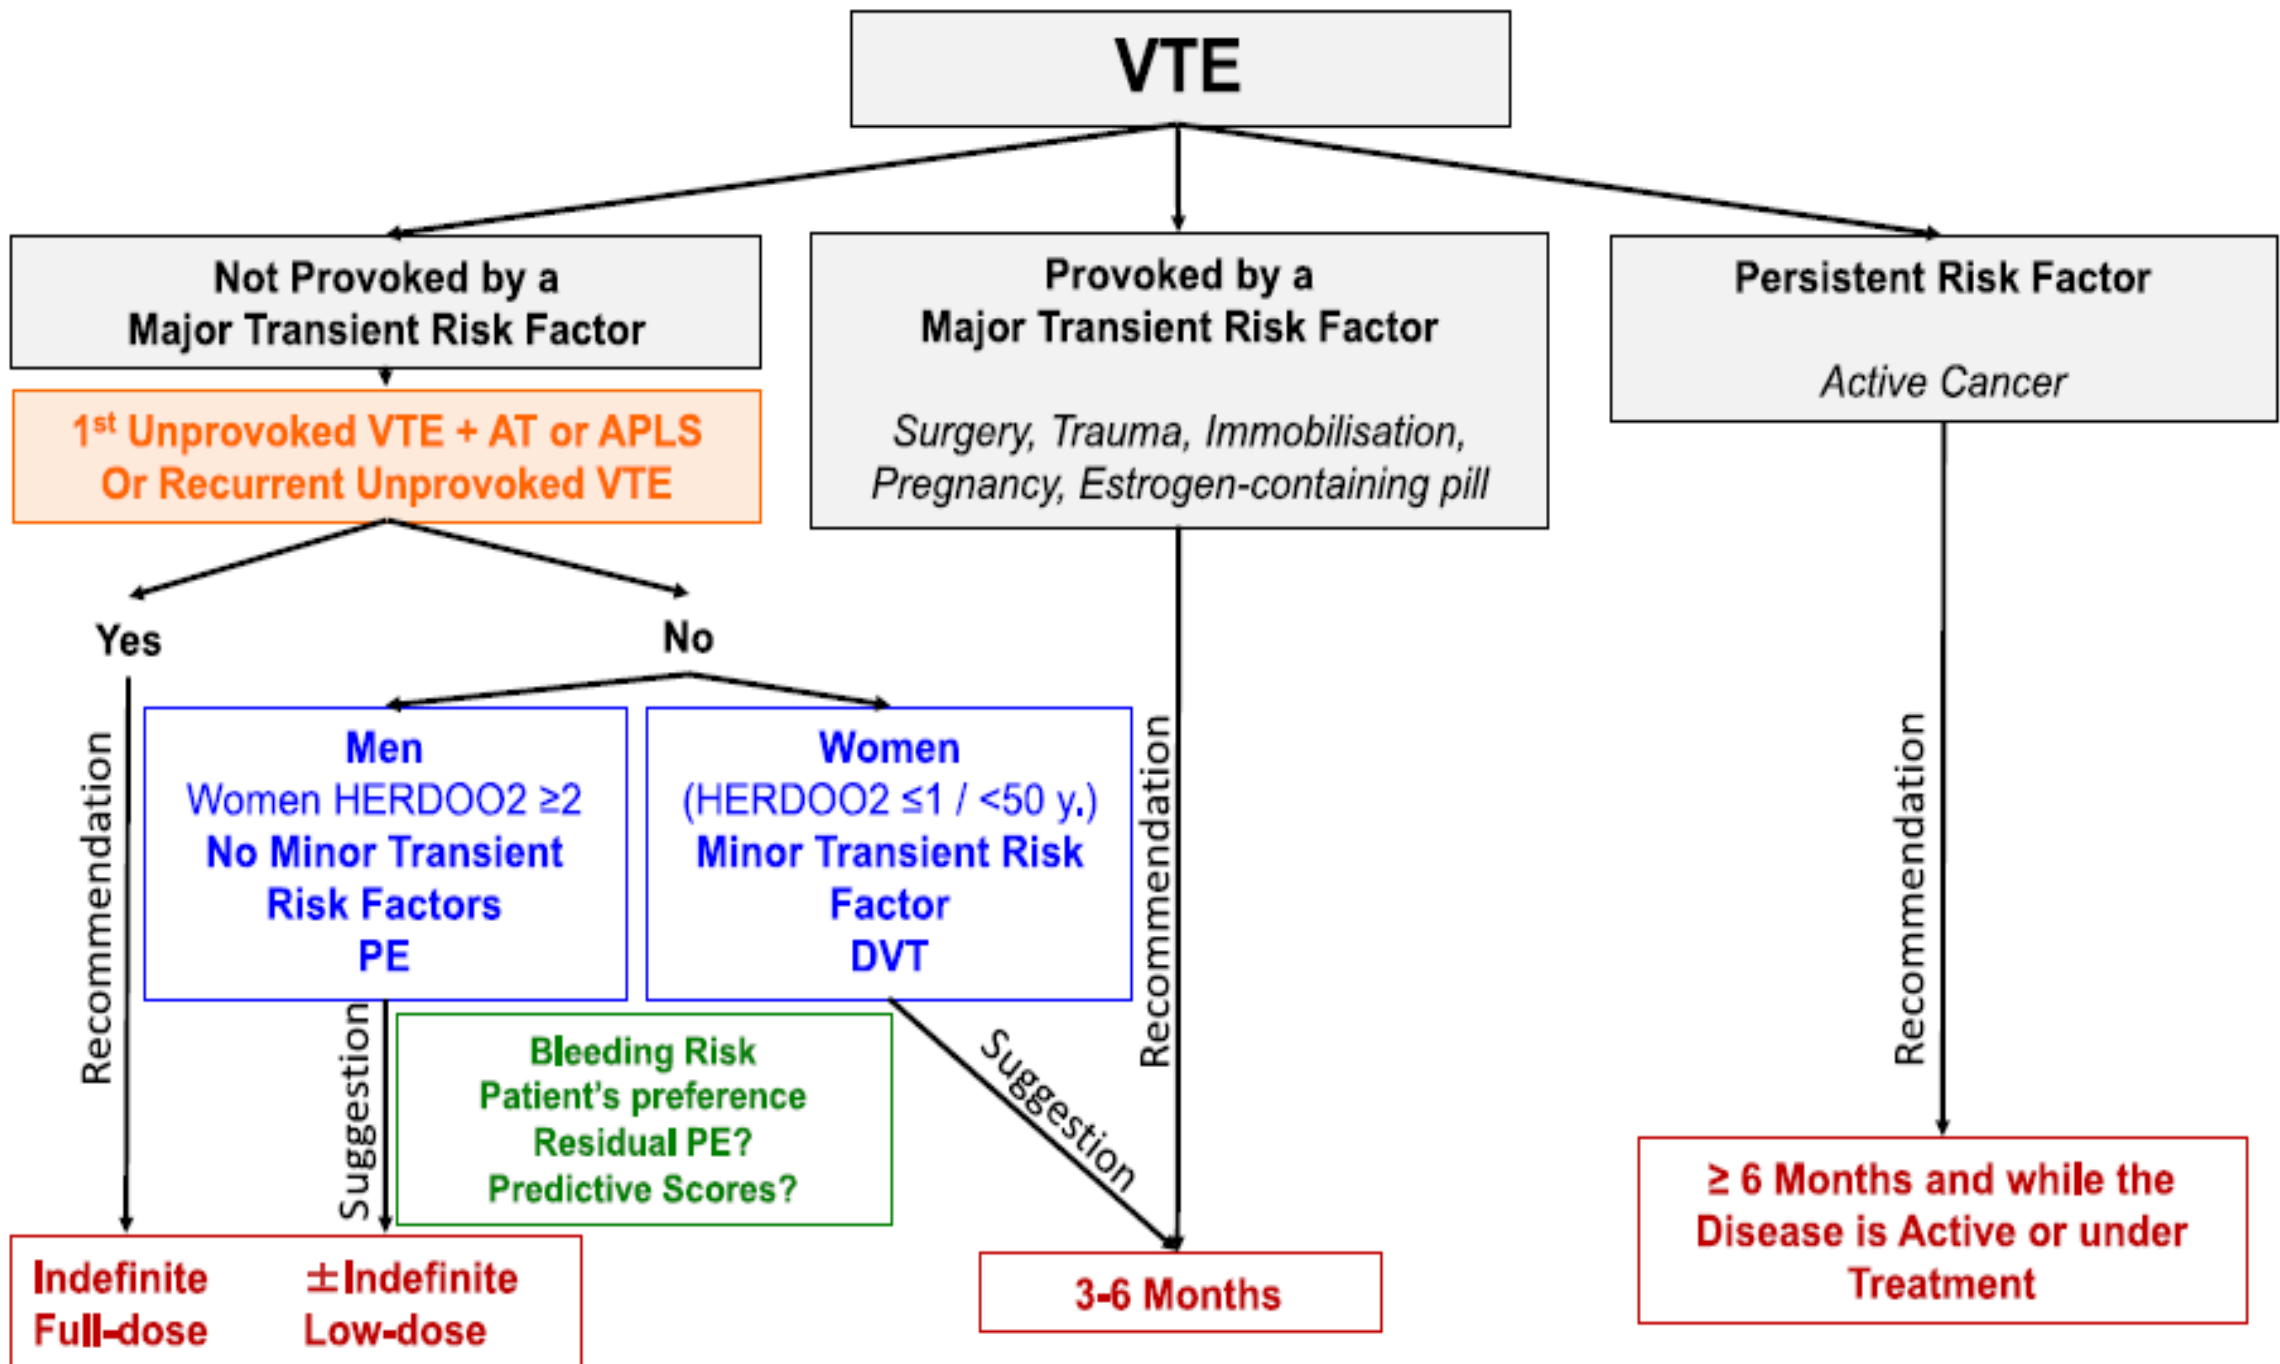 VTE
Not Provoked by a
Major Transient Risk Factor
Provoked by a
Major Transient Risk Factor
Surgery, Trauma, Immobilisation,
Pregnancy, Estrogen-containing pill
Persistent Risk Factor
Active Cancer
1st Unprovoked VTE + AT or APLS
Or Recurrent Unprovoked VTE
Yes
No
Men
Women HERDOO2 ≥2
No Minor Transient
Risk Factors
PE
Women
(HERDOO2 ≤1 / <50 y.)
Minor Transient Risk
Factor
DVT
Recommendation
Suggestion
Bleeding Risk
Patient's preference
Residual PE?
Predictive Scores?
Suggestion
Recommendation
Recommendation
Indefinite
Full-dose
±Indefinite
Low-dose
3-6 Months
≥ 6 Months and while the
Disease is Active or under
Treatment